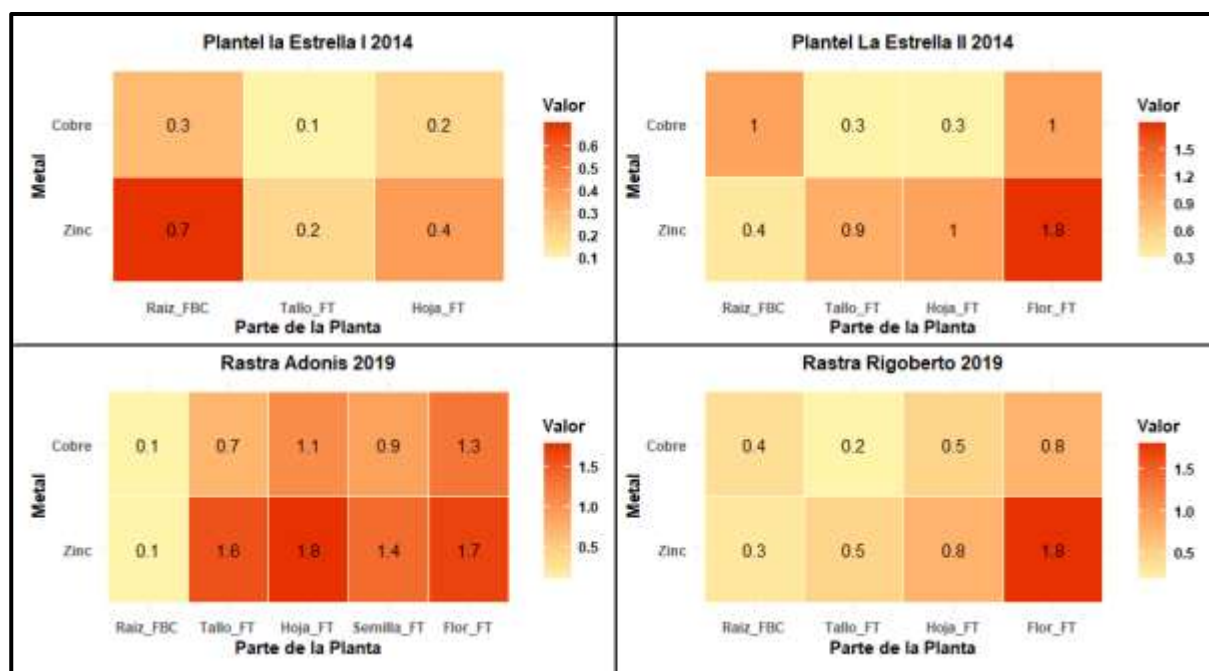 Plantel la Estrella I 2014
Valor
Cobre 0.3 0.1 0.2
0.6
0.5
0.4
0.3
0.2
0.1
Metal
Zinc 0.7 0.2 0.4
Raiz_FBC Tallo_FT Hoja_FT
Parte de la Planta
Plantel La Estrella II 2014
Valor
Cobre 1 0.3 0.3 1
1.5
1.2
0.9
0.6
0.3
Metal
Zinc 0.4 0.9 1 1.8
Raiz_FBC Tallo_FT Hoja_FT Flor_FT
Parte de la Planta
Rastra Adonis 2019
Valor
Cobre 0.1 0.7 1.1 0.9 1.3
1.5
1.0
0.5
Metal
Zinc 0.1 1.6 1.8 1.4 1.7
Raiz_FBC Tallo_FT Hoja_FT Semilla_FT Flor_FT
Parte de la Planta
Rastra Rigoberto 2019
Valor
Cobre 0.4 0.2 0.5 0.8
1.5
1.0
0.5
Metal
Zinc 0.3 0.5 0.8 1.8
Raiz_FBC Tallo_FT Hoja_FT Flor_FT
Parte de la Planta